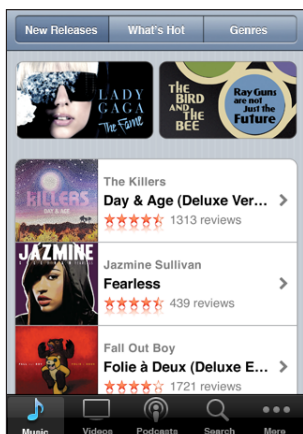 New Releases What's Hot Genres
LADY
GAGA
The Fame
THE
BIRD
AND
THE
BEE
Ray Guns
are not
Just the
Future
KILLERS
DAY & AGE
The Killers
Day & Age (Deluxe Ver...
1313 reviews
JAZMINE
Jazmine Sullivan
Fearless
439 reviews
Fall Out Boy
Folie à Deux (Deluxe E...
1721 reviews
Music Videos Podcasts Search More